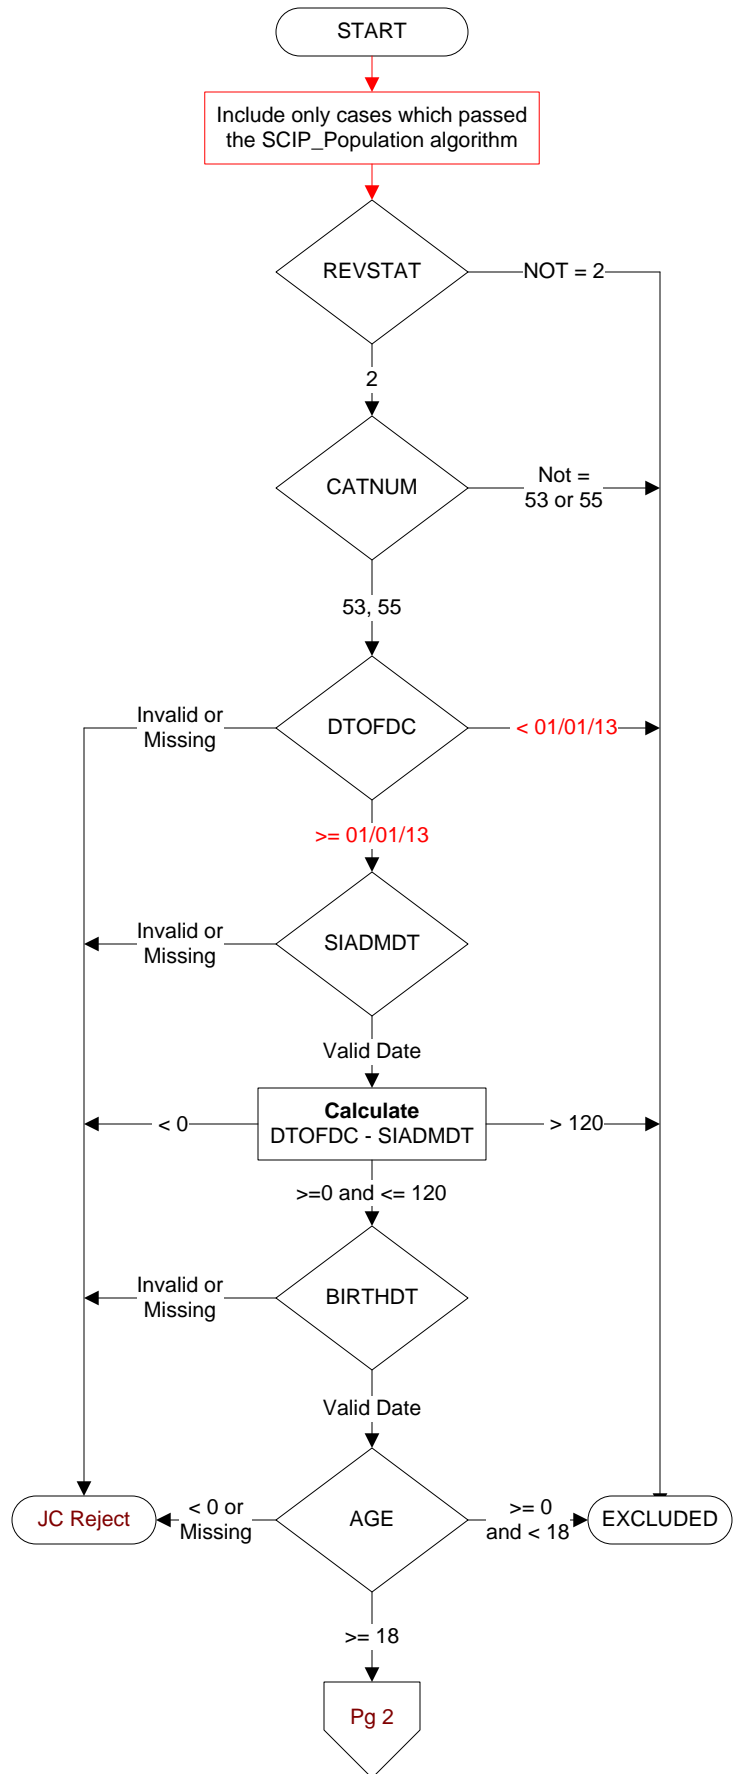 START
Include only cases which passed
the SCIP_Population algorithm
REVSTAT
NOT = 2
2
CATNUM
Not =
53 or 55
53, 55
Invalid or
Missing
DTOFDC
< 01/01/13
>= 01/01/13
Invalid or
Missing
SIADMDT
Valid Date
< 0
Calculate
DTOFDC - SIADMDT
> 120
>=0 and <= 120
Invalid or
Missing
BIRTHDT
Valid Date
JC Reject
< 0 or
Missing
AGE
>= 0
and < 18
EXCLUDED
>= 18
Pg 2